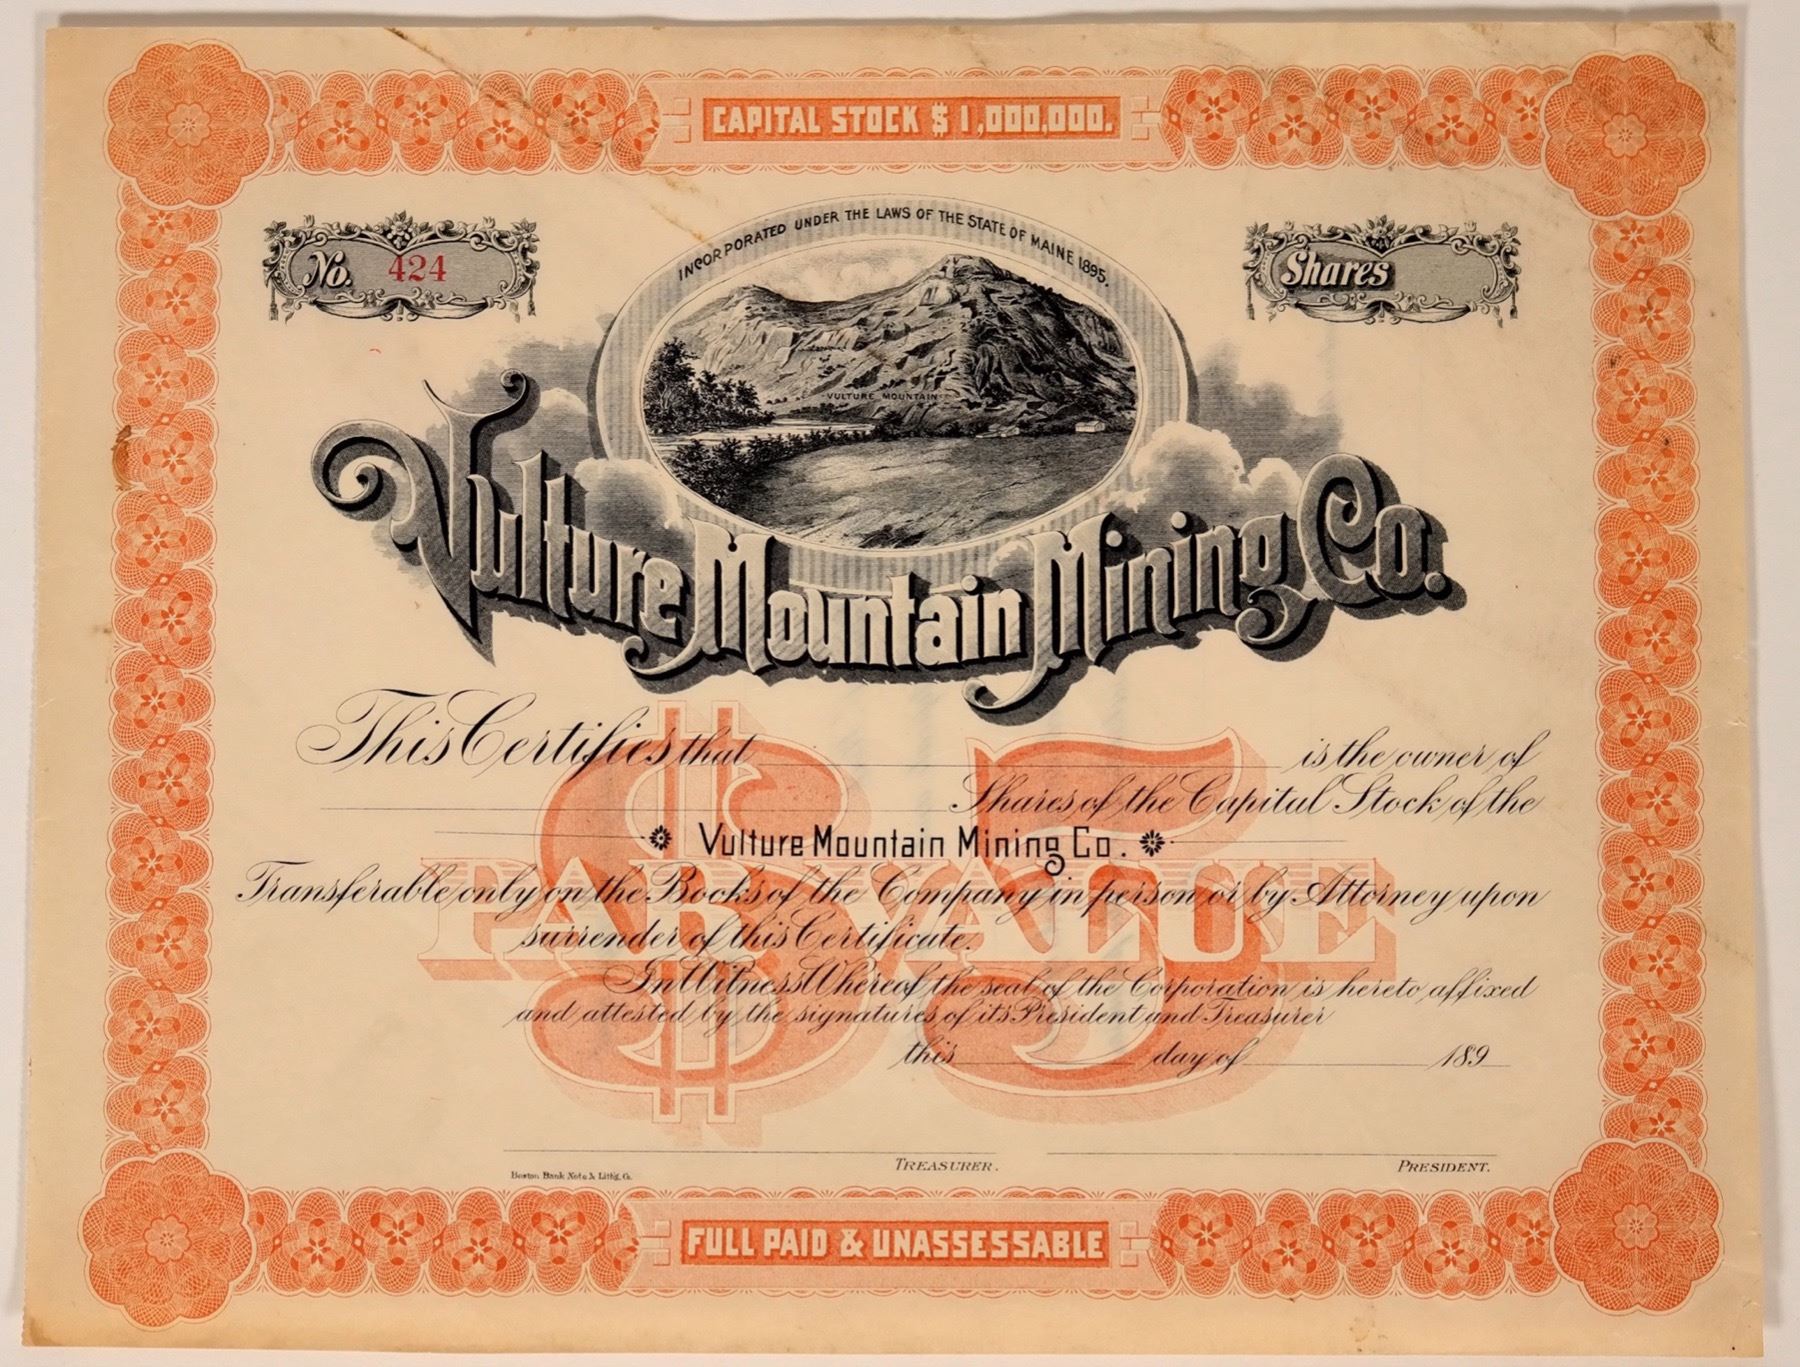 CAPITAL STOCK $1,000,000.
No. 424
INCORPORATED UNDER THE LAWS OF THE STATE OF MAINE 1895.
Shares
VULTURE MOUNTAIN
Vulture Mountain Mining Co.
This Certifies that is the owner of
Shares of the Capital Stock of the
Vulture Mountain Mining Co.
Transferable only on the Books of the Company in person or by Attorney upon
surrender of this Certificate.
In Witness Whereof the seal of the Corporation is hereto affixed
and attested by the signatures of its President and Treasurer
this day of 189
$5
PAR VALUE
TREASURER.
PRESIDENT.
Boston Bank Note & Lith'g. Co.
FULL PAID & UNASSESSABLE